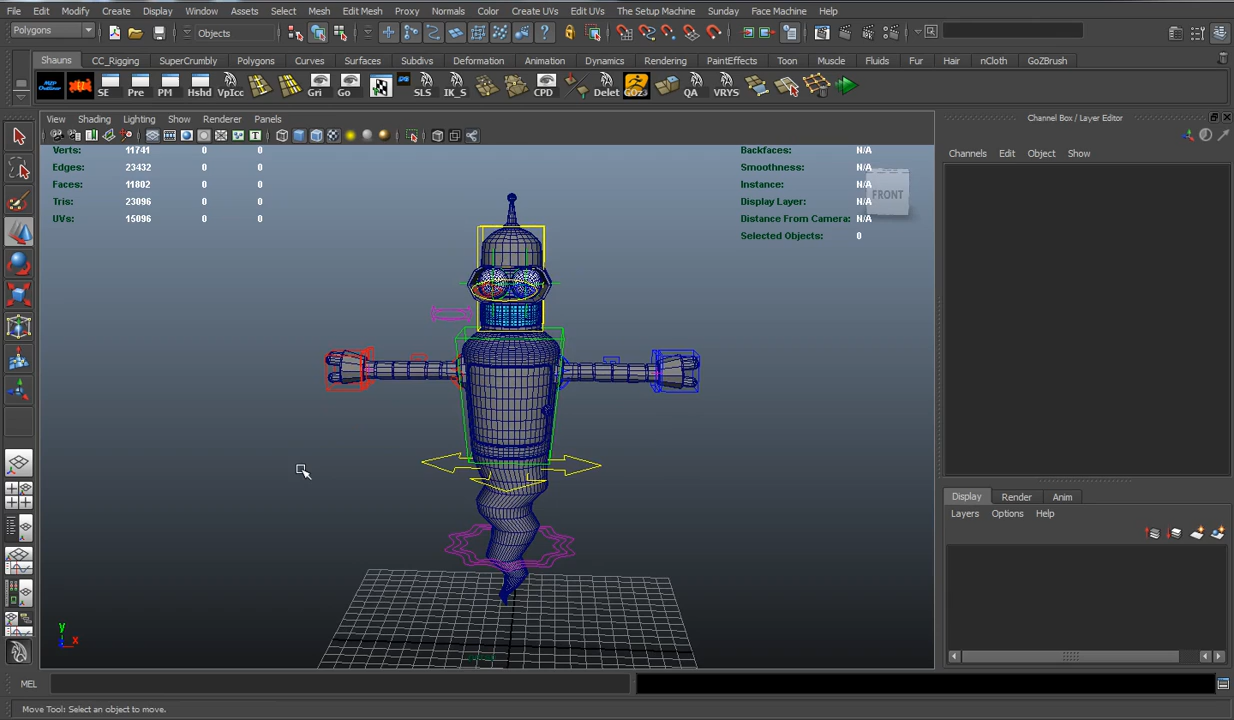 File Edit Modify Create Display Window Assets Select Mesh Edit Mesh Proxy Normals Color Create UVs Edit UVs The Setup Machine Sunday Face Machine Help
Polygons Objects
Shauns CC_Rigging SuperCrumbly Polygons Curves Surfaces Subdivs Deformation Animation Dynamics Rendering PaintEffects Toon Muscle Fluids Fur Hair nCloth GoZBrush
SE Pre PM Hshd VpIcc Gri Go SLS IK_S CPD Delet GOz3 QA VRYS
View Shading Lighting Show Renderer Panels
Channel Box / Layer Editor
Channels Edit Object Show
Verts: 11741 0 0
Edges: 23432 0 0
Faces: 11802 0 0
Tris: 23096 0 0
UVs: 15096 0 0
Backfaces: N/A
Smoothness: N/A
Instance: N/A
Display Layer: N/A
Distance From Camera: N/A
Selected Objects: 0
FRONT
Display Render Anim
Layers Options Help
y
x
MEL
Move Tool: Select an object to move.